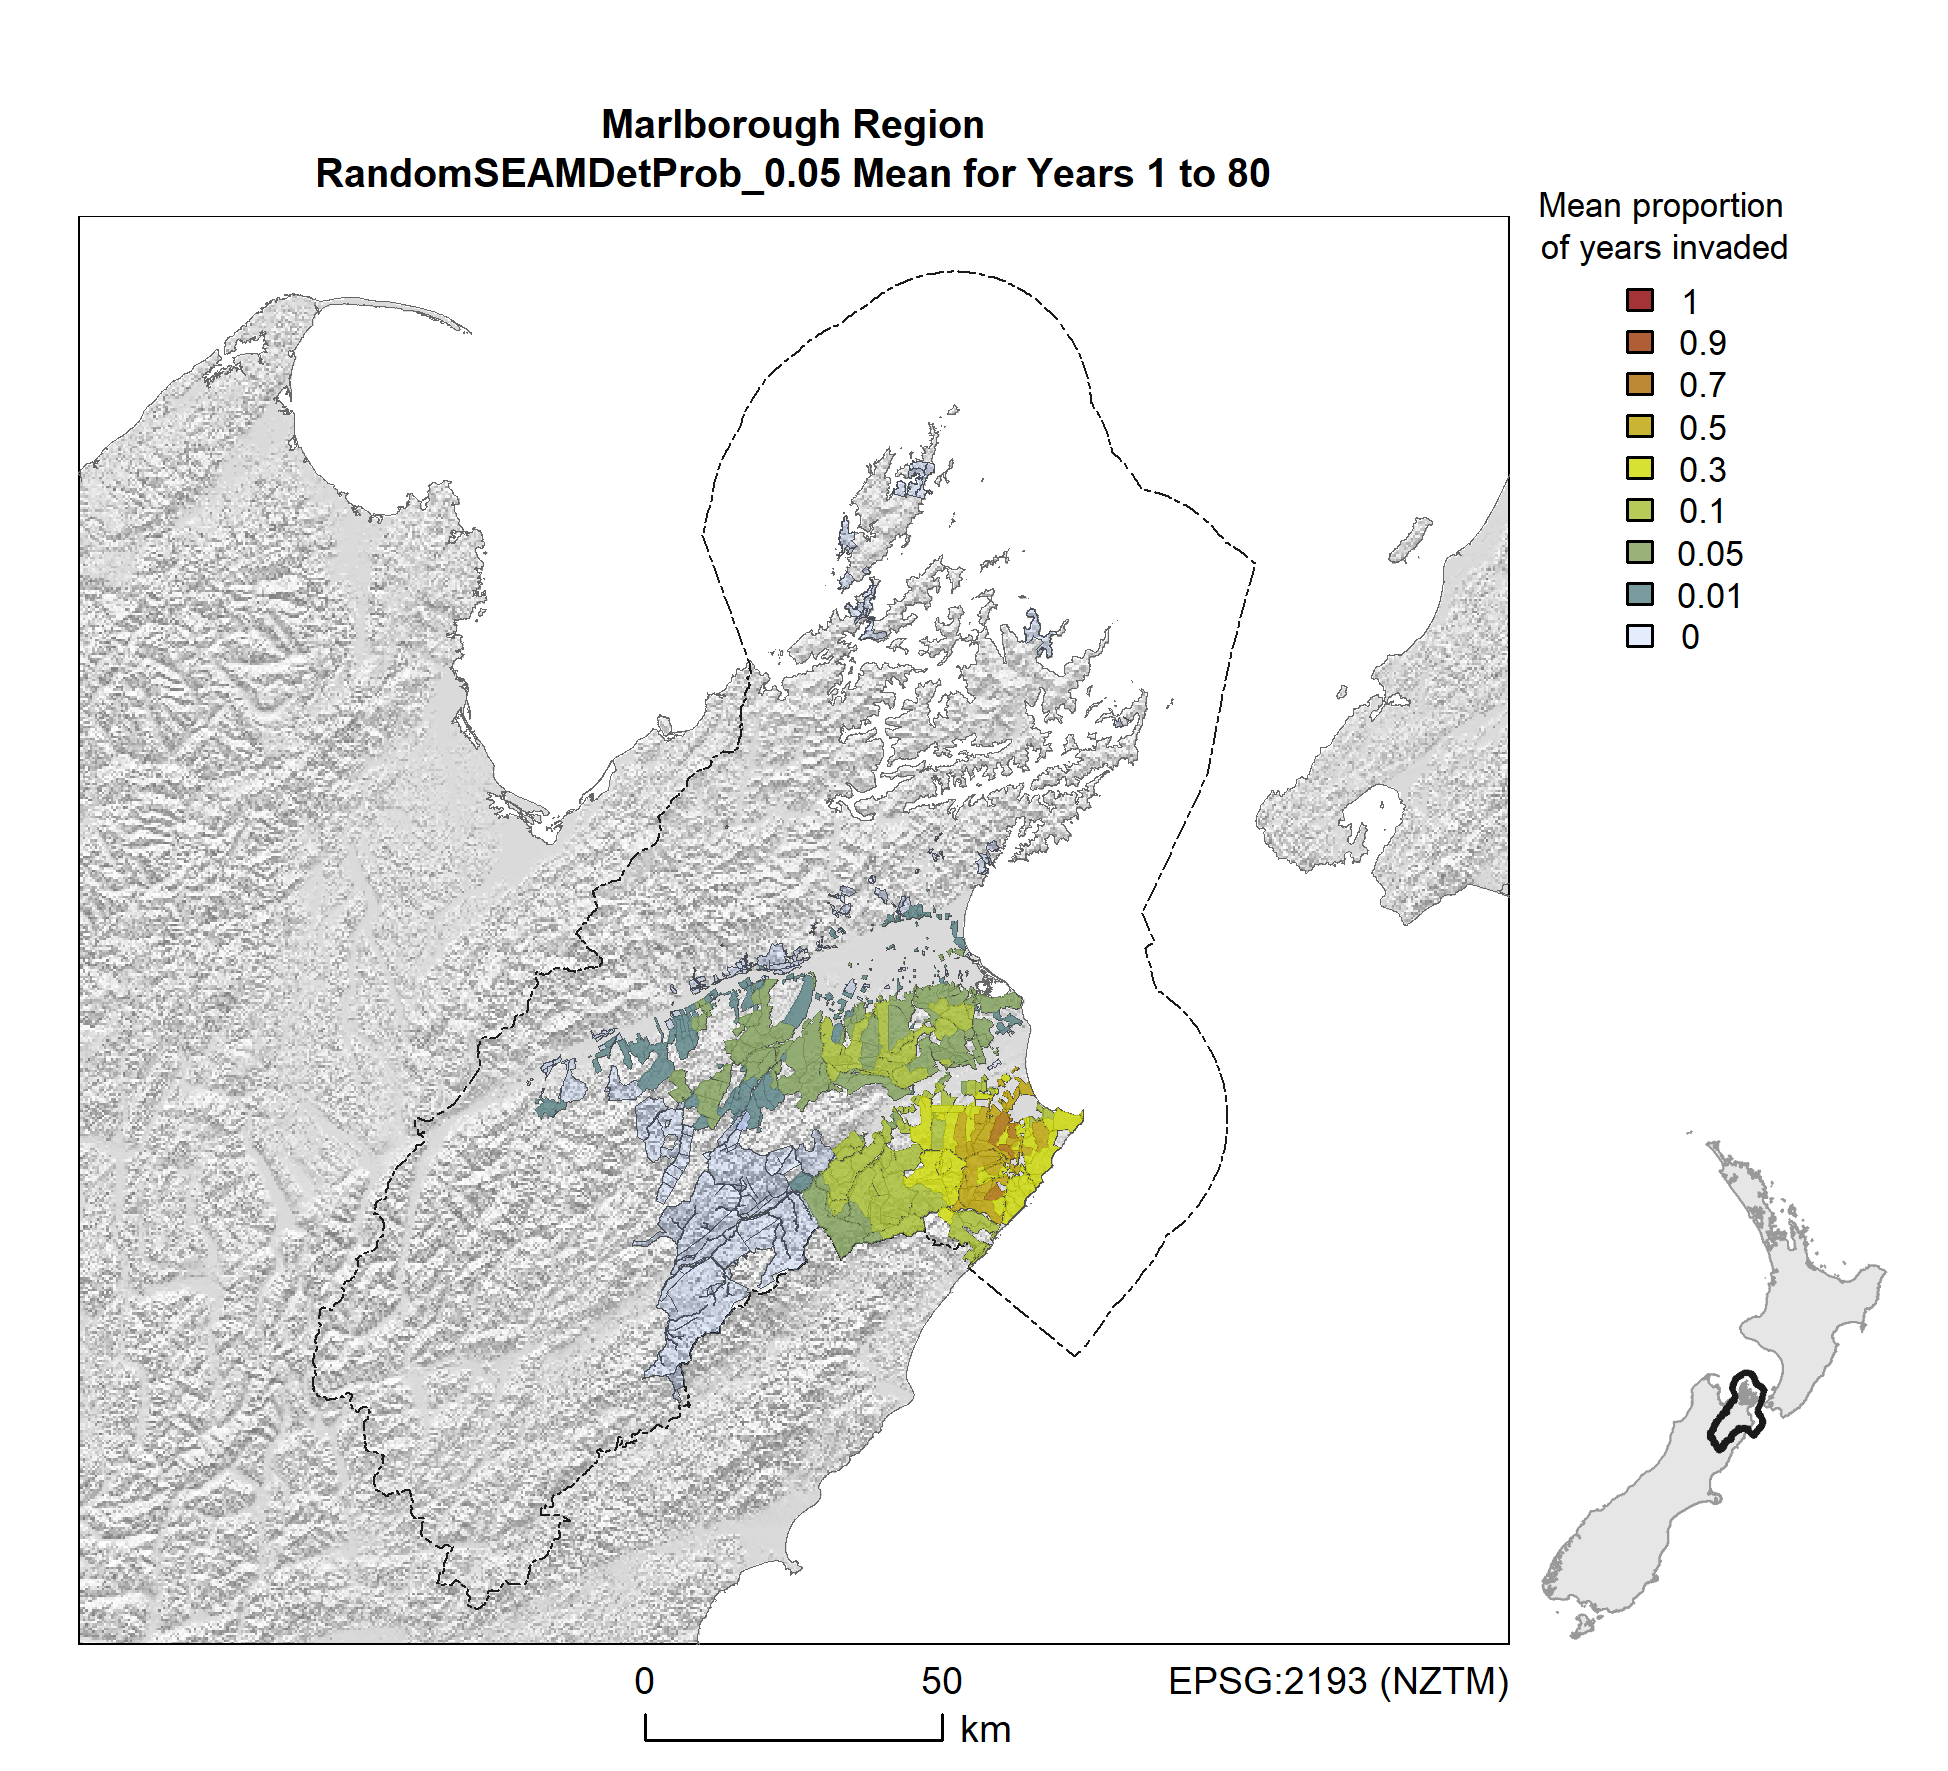 Marlborough Region
RandomSEAMDetProb_0.05 Mean for Years 1 to 80
Mean proportion
of years invaded
1
0.9
0.7
0.5
0.3
0.1
0.05
0.01
0
0 50
km
EPSG:2193 (NZTM)